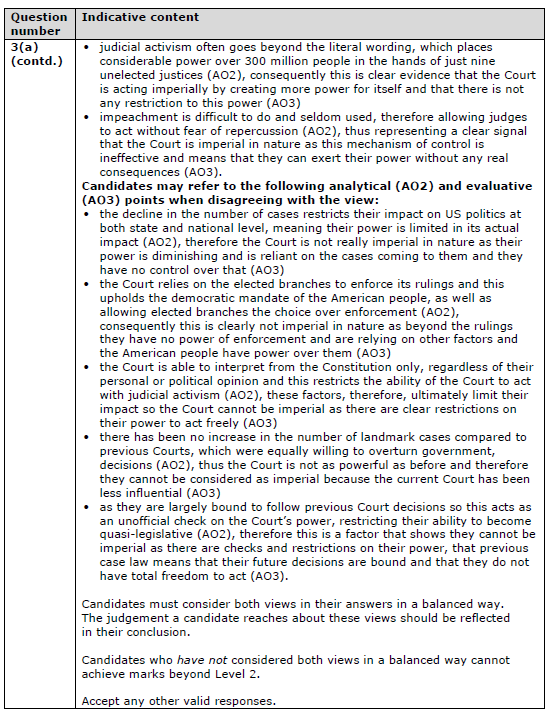 Question number
Indicative content
3(a)
(contd.)
• judicial activism often goes beyond the literal wording, which places
considerable power over 300 million people in the hands of just nine
unelected justices (AO2), consequently this is clear evidence that the Court
is acting imperially by creating more power for itself and that there is not
any restriction to this power (AO3)
• impeachment is difficult to do and seldom used, therefore allowing judges
to act without fear of repercussion (AO2), thus representing a clear signal
that the Court is imperial in nature as this mechanism of control is
ineffective and means that they can exert their power without any real
consequences (AO3).
Candidates may refer to the following analytical (AO2) and evaluative
(AO3) points when disagreeing with the view:
• the decline in the number of cases restricts their impact on US politics at
both state and national level, meaning their power is limited in its actual
impact (AO2), therefore the Court is not really imperial in nature as their
power is diminishing and is reliant on the cases coming to them and they
have no control over that (AO3)
• the Court relies on the elected branches to enforce its rulings and this
upholds the democratic mandate of the American people, as well as
allowing elected branches the choice over enforcement (AO2),
consequently this is clearly not imperial in nature as beyond the rulings
they have no power of enforcement and are relying on other factors and
the American people have power over them (AO3)
• the Court is able to interpret from the Constitution only, regardless of their
personal or political opinion and this restricts the ability of the Court to act
with judicial activism (AO2), these factors, therefore, ultimately limit their
impact so the Court cannot be imperial as there are clear restrictions on
their power to act freely (AO3)
• there has been no increase in the number of landmark cases compared to
previous Courts, which were equally willing to overturn government,
decisions (AO2), thus the Court is not as powerful as before and therefore
they cannot be considered as imperial because the current Court has been
less influential (AO3)
• as they are largely bound to follow previous Court decisions so this acts as
an unofficial check on the Court's power, restricting their ability to become
quasi-legislative (AO2), therefore this is a factor that shows they cannot be
imperial as there are checks and restrictions on their power, that previous
case law means that their future decisions are bound and that they do not
have total freedom to act (AO3).
Candidates must consider both views in their answers in a balanced way.
The judgement a candidate reaches about these views should be reflected
in their conclusion.
Candidates who have not considered both views in a balanced way cannot
achieve marks beyond Level 2.
Accept any other valid responses.